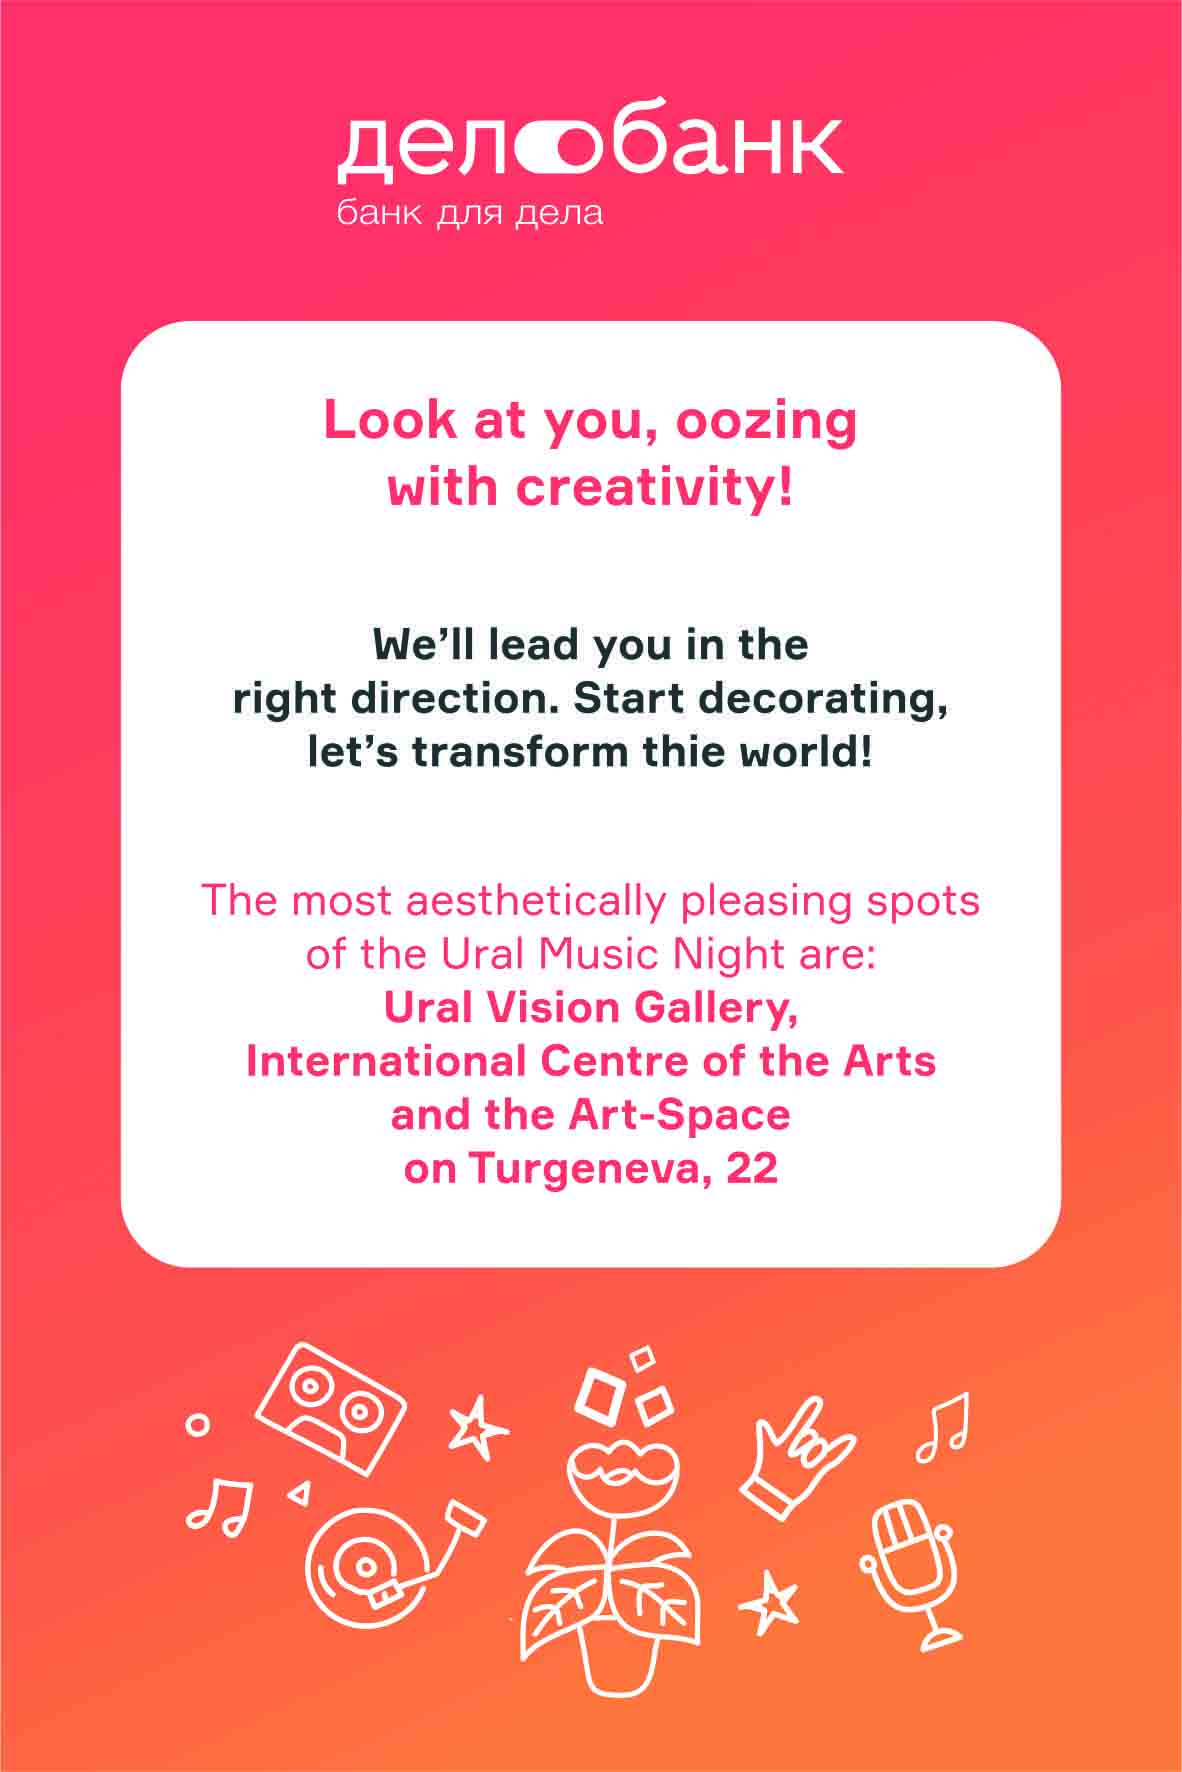 делобанк
банк для дела
Look at you, oozing
with creativity!
We’ll lead you in the
right direction. Start decorating,
let’s transform thie world!
The most aesthetically pleasing spots
of the Ural Music Night are:
Ural Vision Gallery,
International Centre of the Arts
and the Art-Space
on Turgeneva, 22